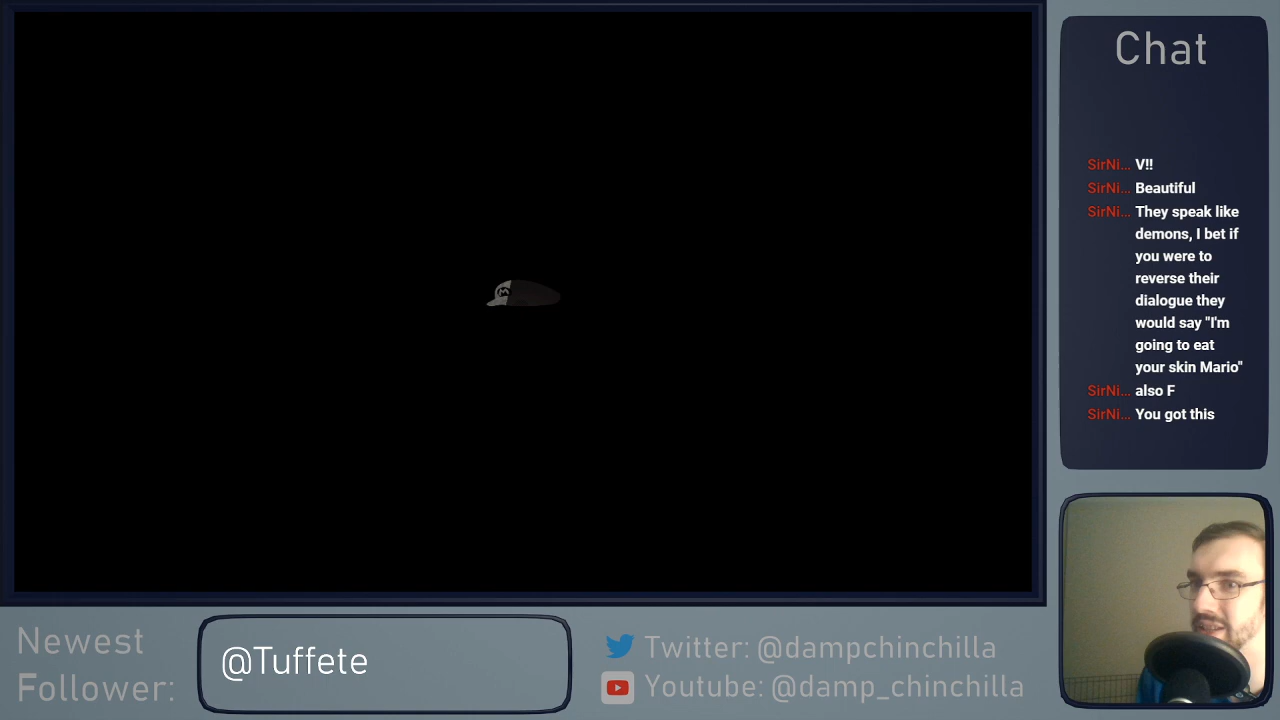 Chat
SirNi... V!!
SirNi... Beautiful
SirNi... They speak like
demons, I bet if
you were to
reverse their
dialogue they
would say "I'm
going to eat
your skin Mario"
SirNi... also F
SirNi... You got this
M
Newest
Follower:
@Tuffete
Twitter: @dampchinchilla
Youtube: @damp_chinchilla